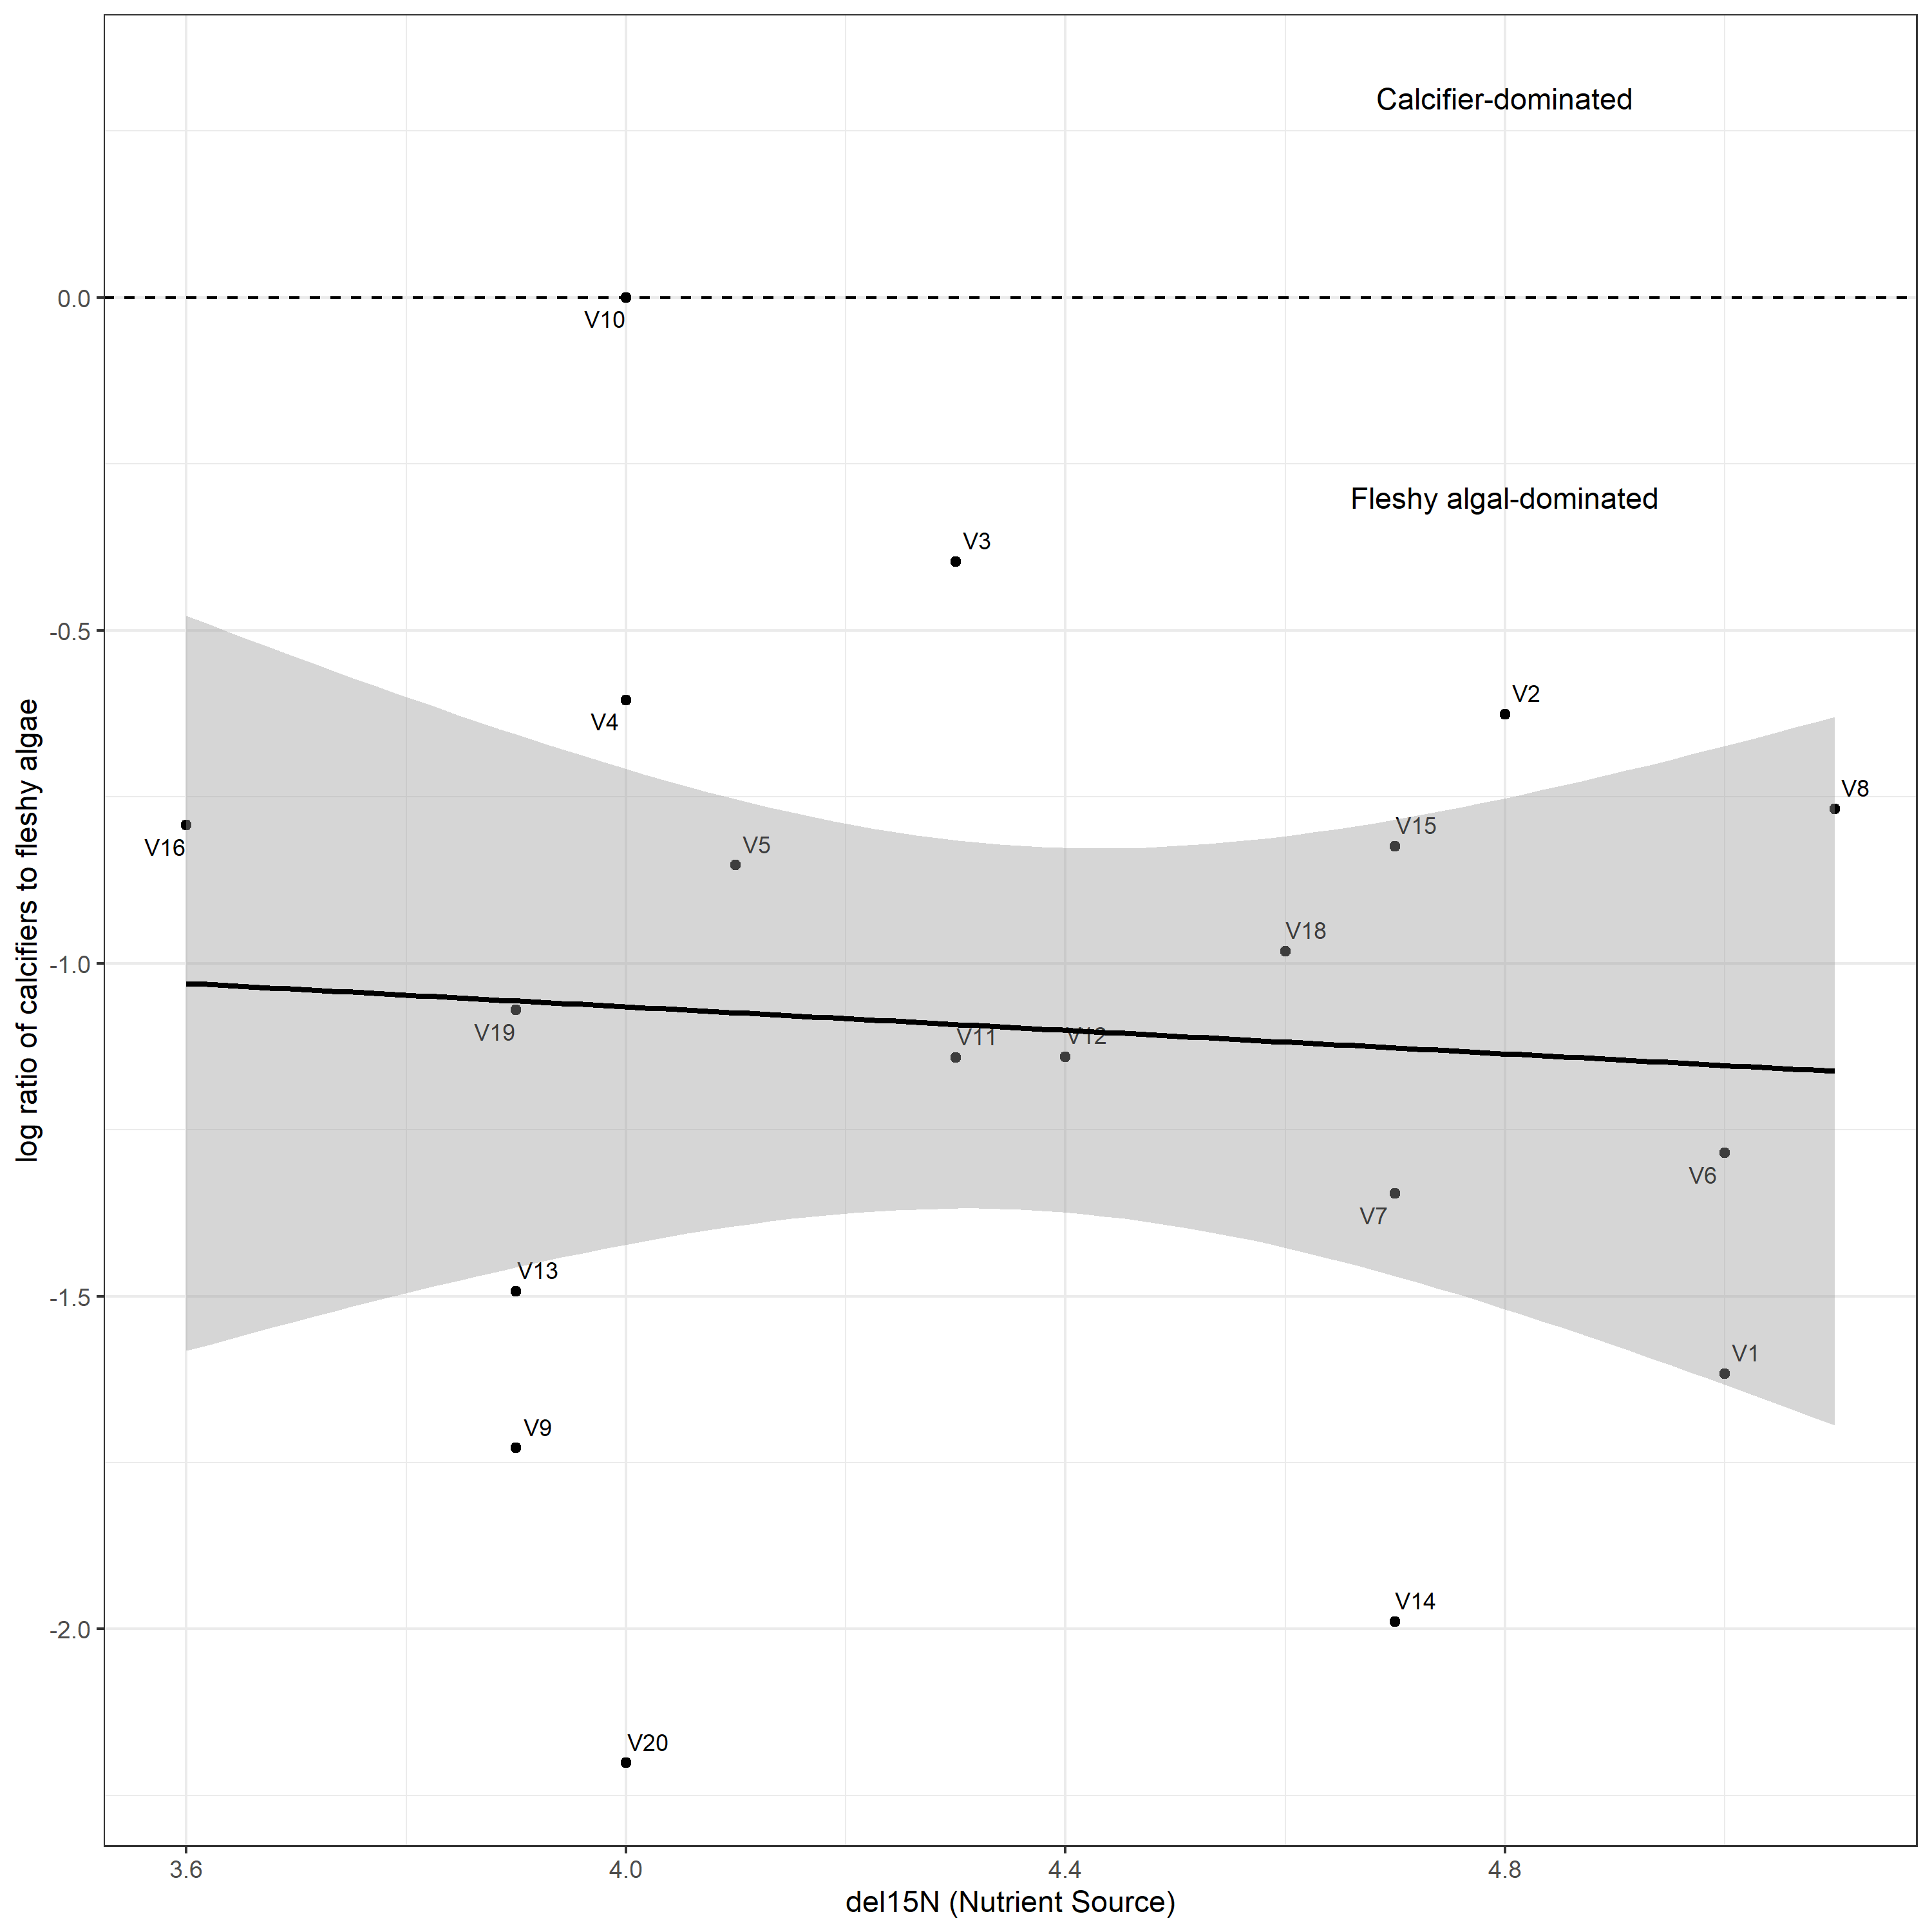 Calcifier-dominated
0.0
V10
Fleshy algal-dominated
V3
-0.5
V4
V2
V8
V16
V5
V15
V18
-1.0
V19
V11
V12
V6
V7
V13
-1.5
V1
V9
V14
-2.0
V20
3.6
4.0
4.4
4.8
log ratio of calcifiers to fleshy algae
del15N (Nutrient Source)